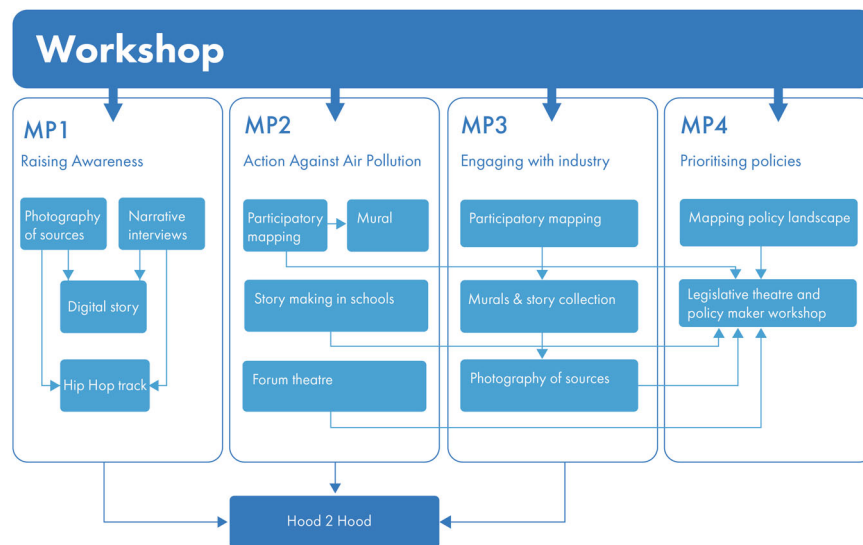 Workshop
MP1
Raising Awareness
Photography
of sources
Narrative
interviews
Digital story
Hip Hop track
MP2
Action Against Air Pollution
Participatory
mapping
Mural
Story making in schools
Forum theatre
MP3
Engaging with industry
Participatory mapping
Murals & story collection
Photography of sources
MP4
Prioritising policies
Mapping policy landscape
Legislative theatre and
policy maker workshop
Hood 2 Hood